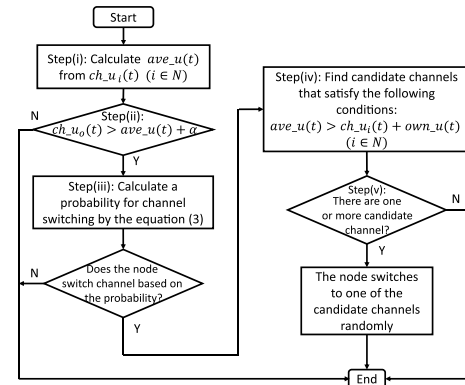 Start
Step(i): Calculate ave_u(t)
from ch_u_i(t) (i ∈ N)
Step(ii):
ch_u_o(t) > ave_u(t) + α
N
Y
Step(iii): Calculate a
probability for channel
switching by the equation (3)
Does the node
switch channel based on
the probability?
N
Y
Step(iv): Find candidate channels
that satisfy the following
conditions:
ave_u(t) > ch_u_i(t) + own_u(t)
(i ∈ N)
Step(v):
There are one
or more candidate
channel?
N
Y
The node switches
to one of the
candidate channels
randomly
End